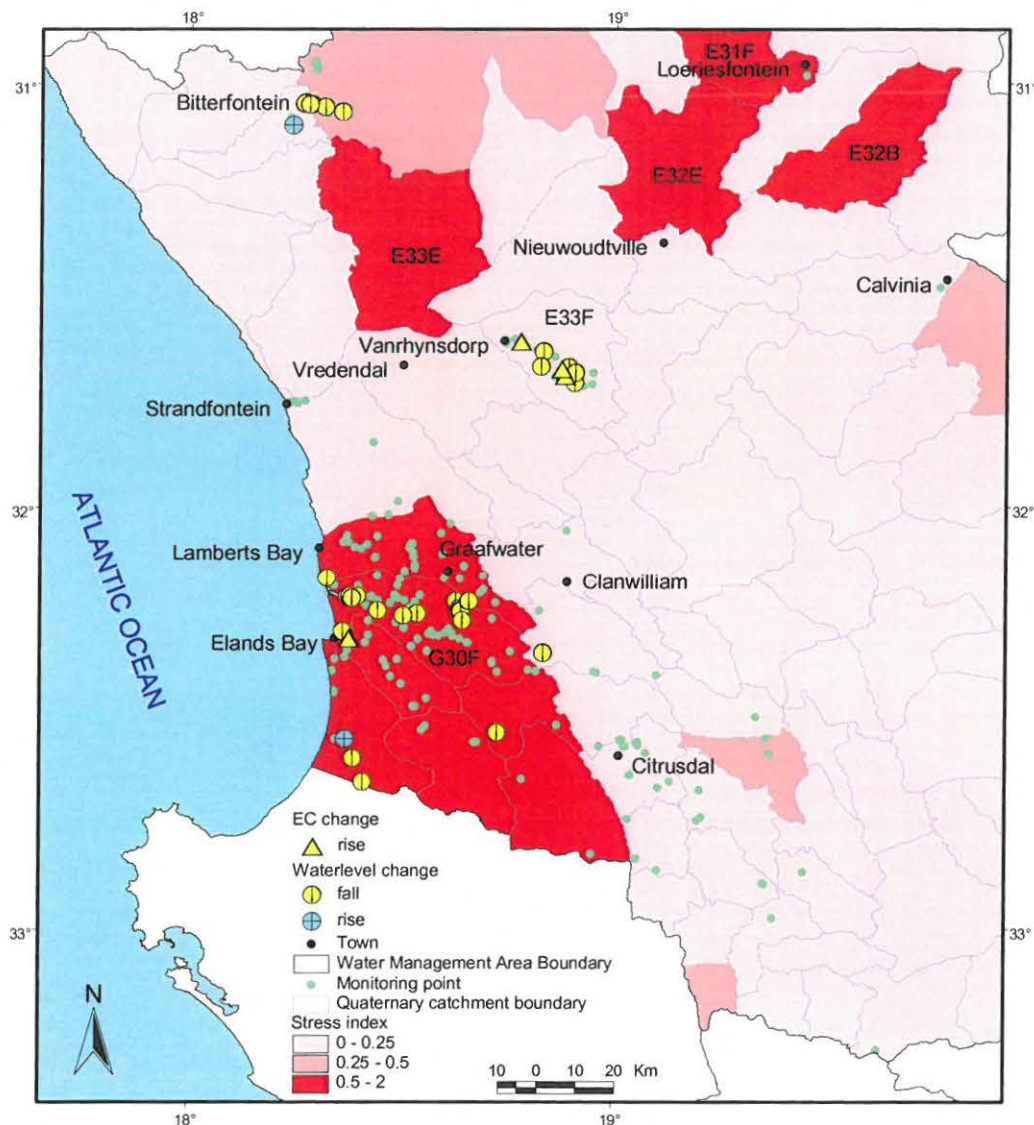 18°
19°
31°
31°
E31F
Loeriesfontein
Bitterfontein
E32B
E32E
Nieuwoudtville
E33E
Calvinia
E33F
Vanrhynsdorp
Vredendal
Strandfontein
32°
32°
ATLANTIC OCEAN
Lamberts Bay
Graafwater
Clanwilliam
Elands Bay
G30F
Citrusdal
EC change
rise
Waterlevel change
fall
rise
Town
Water Management Area Boundary
Monitoring point
Quaternary catchment boundary
Stress index
0 - 0.25
0.25 - 0.5
0.5 - 2
33°
33°
N
10 0 10 20 Km
18°
19°